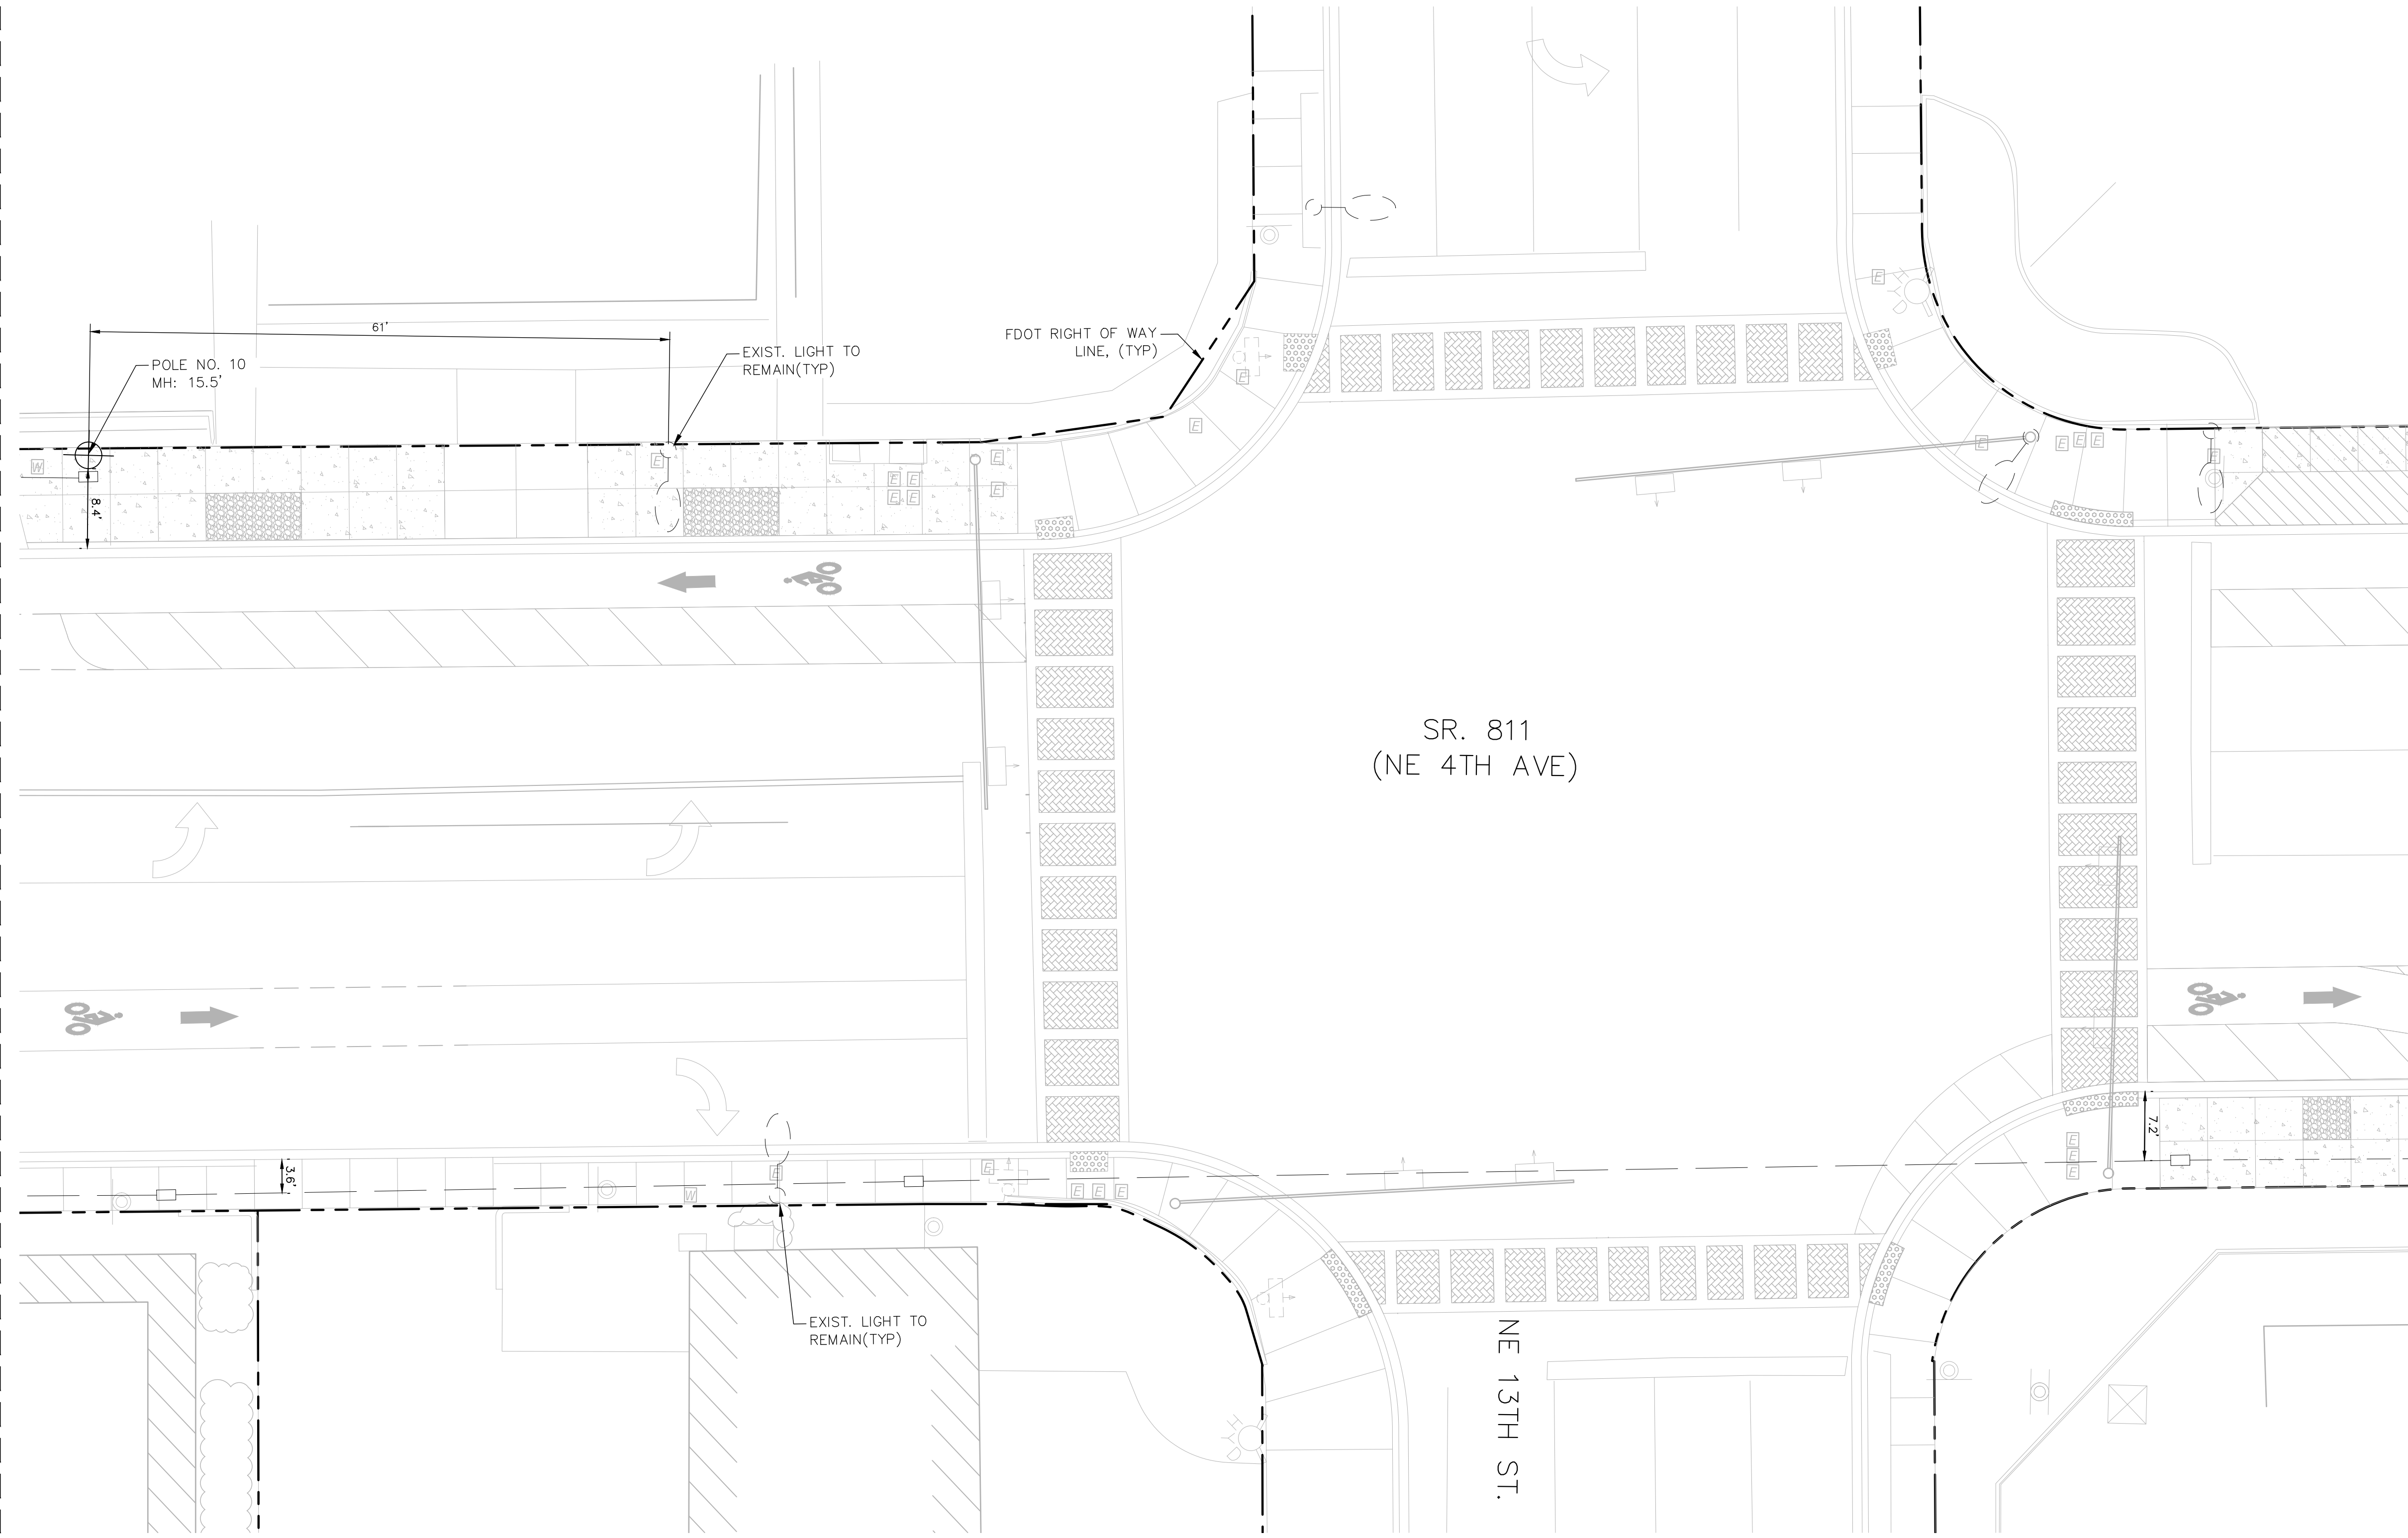 61'
FDOT RIGHT OF WAY
LINE, (TYP)
EXIST. LIGHT TO
REMAIN(TYP)
POLE NO. 10
MH: 15.5'
E
E
E
E
E
E
E
E
E
E
W
E
E
E
E
E
E
E
8.4'
H
Y
D
SR. 811
(NE 4TH AVE)
7.2'
E
E
E
3.6'
E
E
W
E
E
E
EXIST. LIGHT TO
REMAIN(TYP)
NE 13TH ST.
H
Y
D